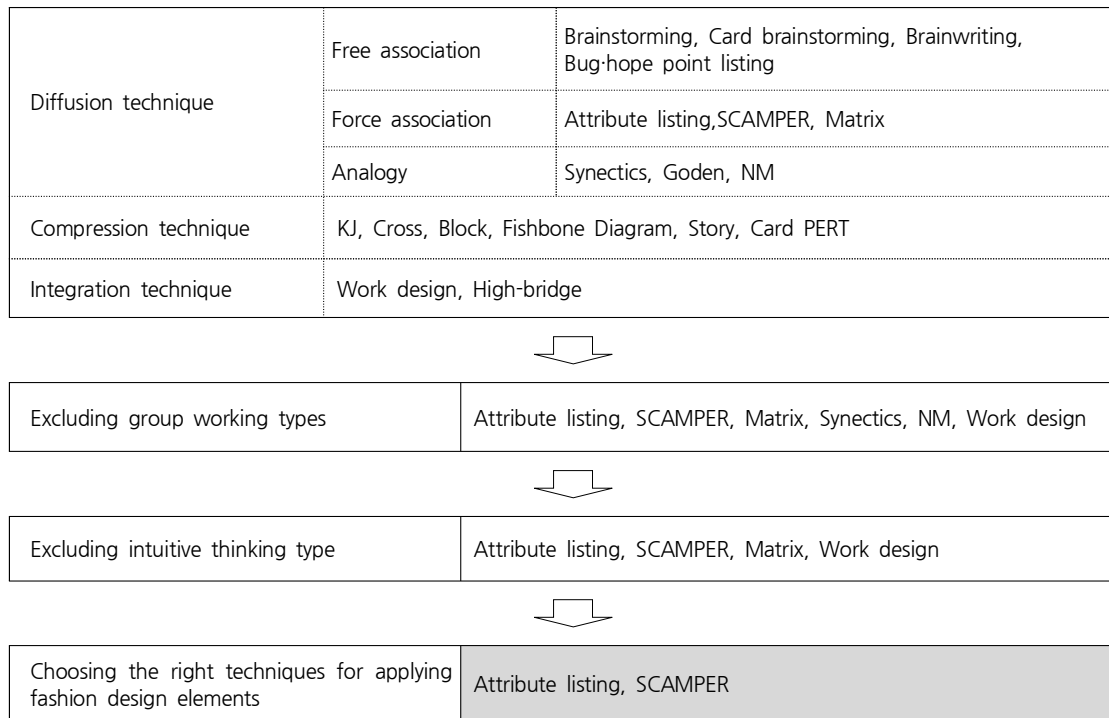 Diffusion technique
Free association
Brainstorming, Card brainstorming, Brainwriting,
Bug·hope point listing
Force association
Attribute listing,SCAMPER, Matrix
Analogy
Synectics, Goden, NM
Compression technique
KJ, Cross, Block, Fishbone Diagram, Story, Card PERT
Integration technique
Work design, High-bridge
Excluding group working types
Attribute listing, SCAMPER, Matrix, Synectics, NM, Work design
Excluding intuitive thinking type
Attribute listing, SCAMPER, Matrix, Work design
Choosing the right techniques for applying
fashion design elements
Attribute listing, SCAMPER